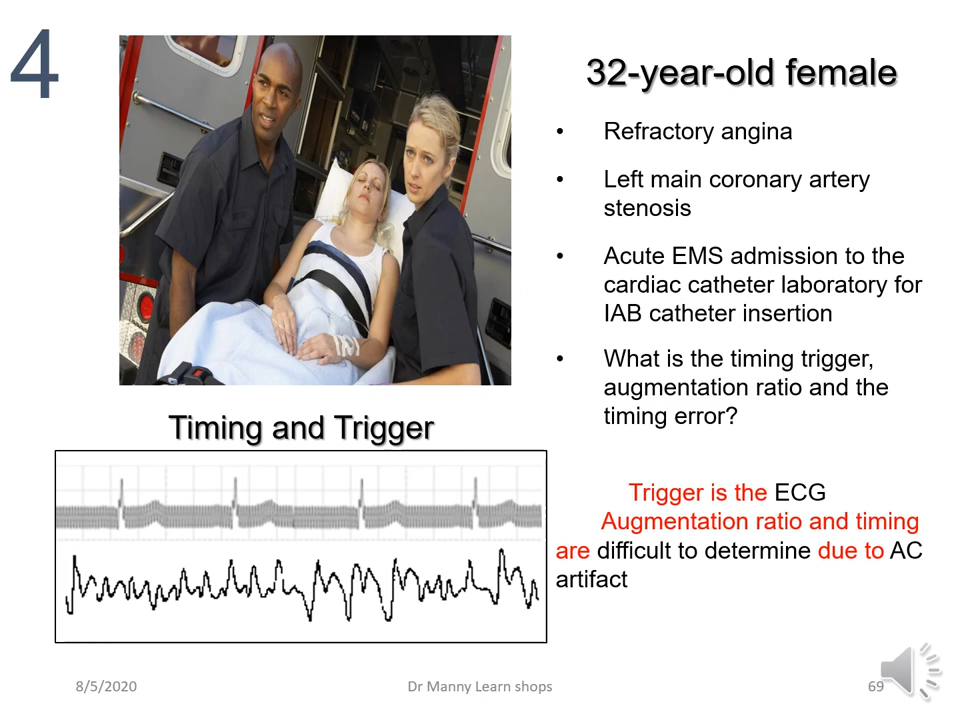 4
32-year-old female
• Refractory angina
• Left main coronary artery
stenosis
• Acute EMS admission to the
cardiac catheter laboratory for
IAB catheter insertion
• What is the timing trigger,
augmentation ratio and the
timing error?
Timing and Trigger
Trigger is the ECG
Augmentation ratio and timing
are difficult to determine due to AC
artifact
8/5/2020
Dr Manny Learn shops
69